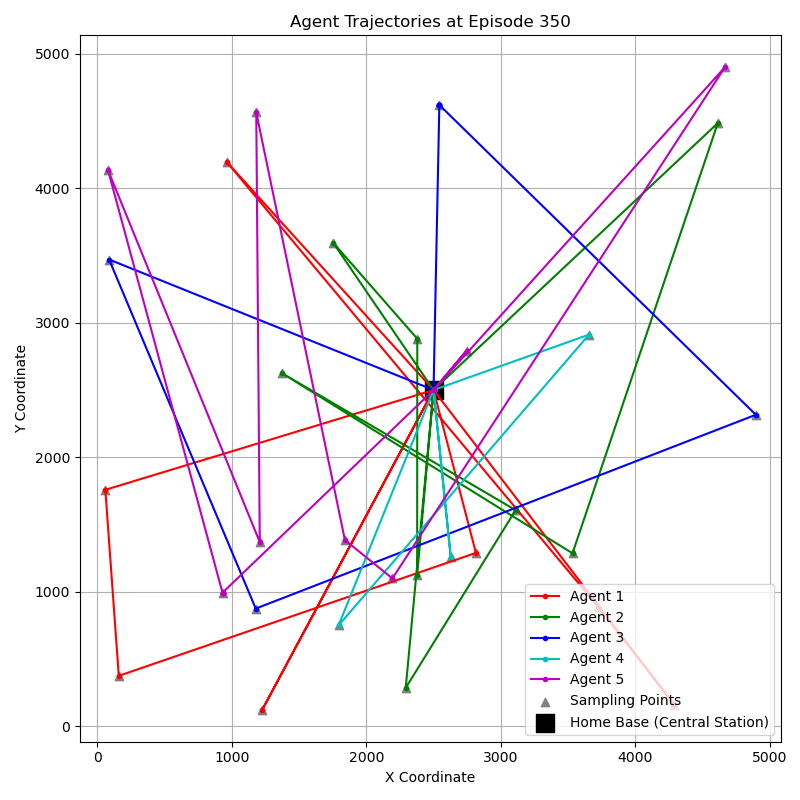 Agent Trajectories at Episode 350
Y Coordinate
5000
4000
3000
2000
1000
0
Agent 1
Agent 2
Agent 3
Agent 4
Agent 5
Sampling Points
Home Base (Central Station)
0 1000 2000 3000 4000 5000
X Coordinate